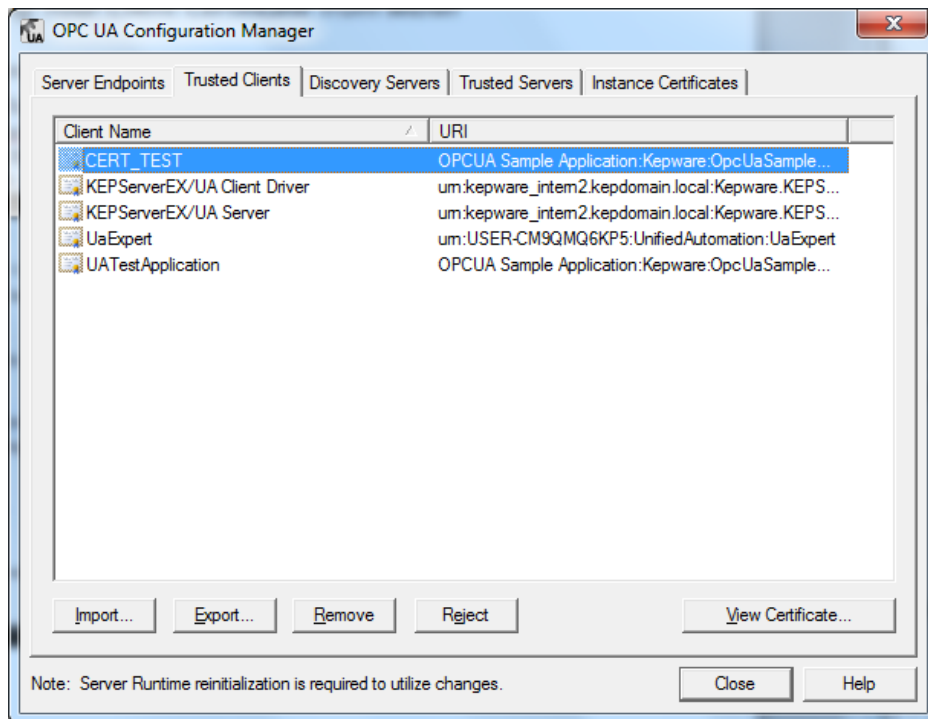 OPC UA Configuration Manager
Server Endpoints Trusted Clients Discovery Servers Trusted Servers Instance Certificates
Client Name URI
CERT_TEST OPCUA Sample Application:Kepware:OpcUaSample...
KEPServerEX/UA Client Driver urn:kepware_intern2.kepdomain.local:Kepware.KEPS...
KEPServerEX/UA Server urn:kepware_intern2.kepdomain.local:Kepware.KEPS...
UaExpert urn:USER-CM9QMQ6KP5:UnifiedAutomation:UaExpert
UATestApplication OPCUA Sample Application:Kepware:OpcUaSample...
Import... Export... Remove Reject View Certificate...
Note: Server Runtime reinitialization is required to utilize changes. Close Help